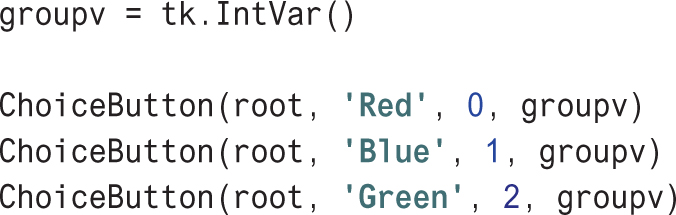 groupv = tk.IntVar()
ChoiceButton(root, 'Red', 0, groupv)
ChoiceButton(root, 'Blue', 1, groupv)
ChoiceButton(root, 'Green', 2, groupv)